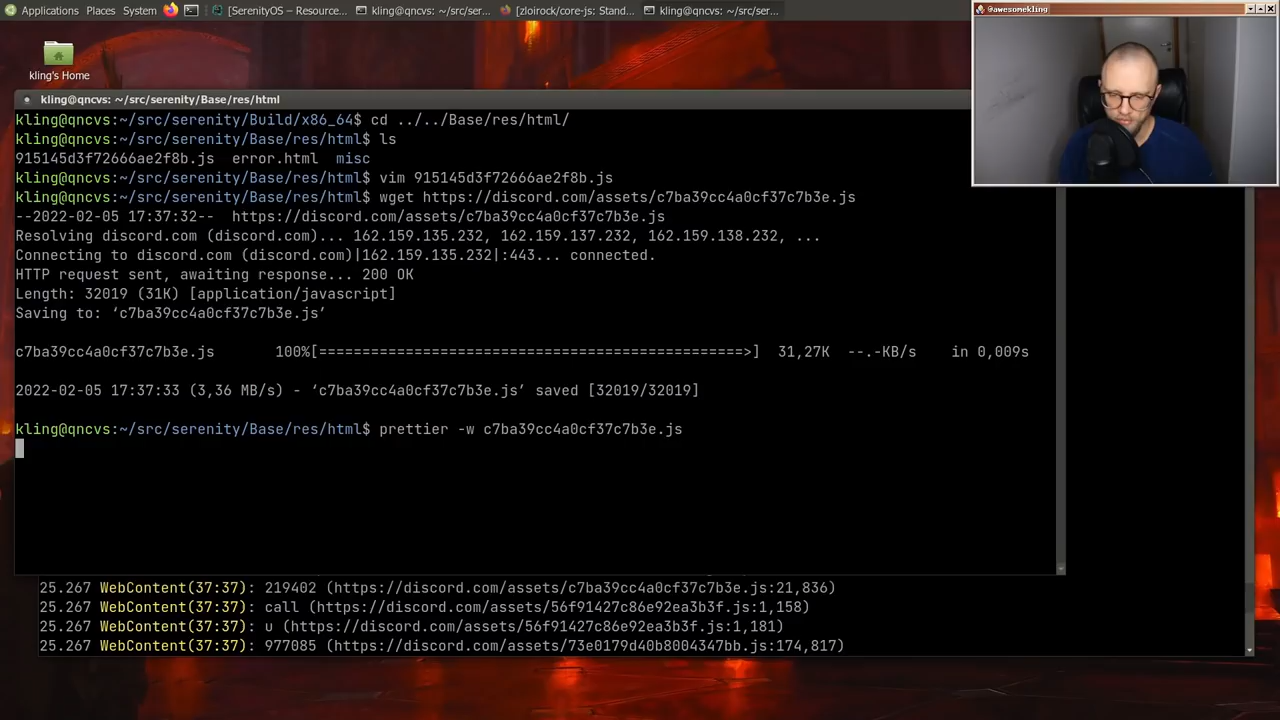 Applications Places System [SerenityOS – Resource... kling@qncvs: ~/src/ser... [zloirock/core-js: Stand... kling@qncvs: ~/src/ser...
@awesomekling
kling's Home
kling@qncvs: ~/src/serenity/Base/res/html
kling@qncvs:~/src/serenity/Build/x86_64$ cd ../../Base/res/html/
kling@qncvs:~/src/serenity/Base/res/html$ ls
915145d3f72666ae2f8b.js error.html misc
kling@qncvs:~/src/serenity/Base/res/html$ vim 915145d3f72666ae2f8b.js
kling@qncvs:~/src/serenity/Base/res/html$ wget https://discord.com/assets/c7ba39cc4a0cf37c7b3e.js
--2022-02-05 17:37:32-- https://discord.com/assets/c7ba39cc4a0cf37c7b3e.js
Resolving discord.com (discord.com)... 162.159.135.232, 162.159.137.232, 162.159.138.232, ...
Connecting to discord.com (discord.com)|162.159.135.232|:443... connected.
HTTP request sent, awaiting response... 200 OK
Length: 32019 (31K) [application/javascript]
Saving to: ‘c7ba39cc4a0cf37c7b3e.js’
c7ba39cc4a0cf37c7b3e.js 100%[=================================================>] 31,27K --.-KB/s in 0,009s
2022-02-05 17:37:33 (3,36 MB/s) - ‘c7ba39cc4a0cf37c7b3e.js’ saved [32019/32019]
kling@qncvs:~/src/serenity/Base/res/html$ prettier -w c7ba39cc4a0cf37c7b3e.js
25.267 WebContent(37:37): 219402 (https://discord.com/assets/c7ba39cc4a0cf37c7b3e.js:21,836)
25.267 WebContent(37:37): call (https://discord.com/assets/56f91427c86e92ea3b3f.js:1,158)
25.267 WebContent(37:37): u (https://discord.com/assets/56f91427c86e92ea3b3f.js:1,181)
25.267 WebContent(37:37): 977085 (https://discord.com/assets/73e0179d40b8004347bb.js:174,817)